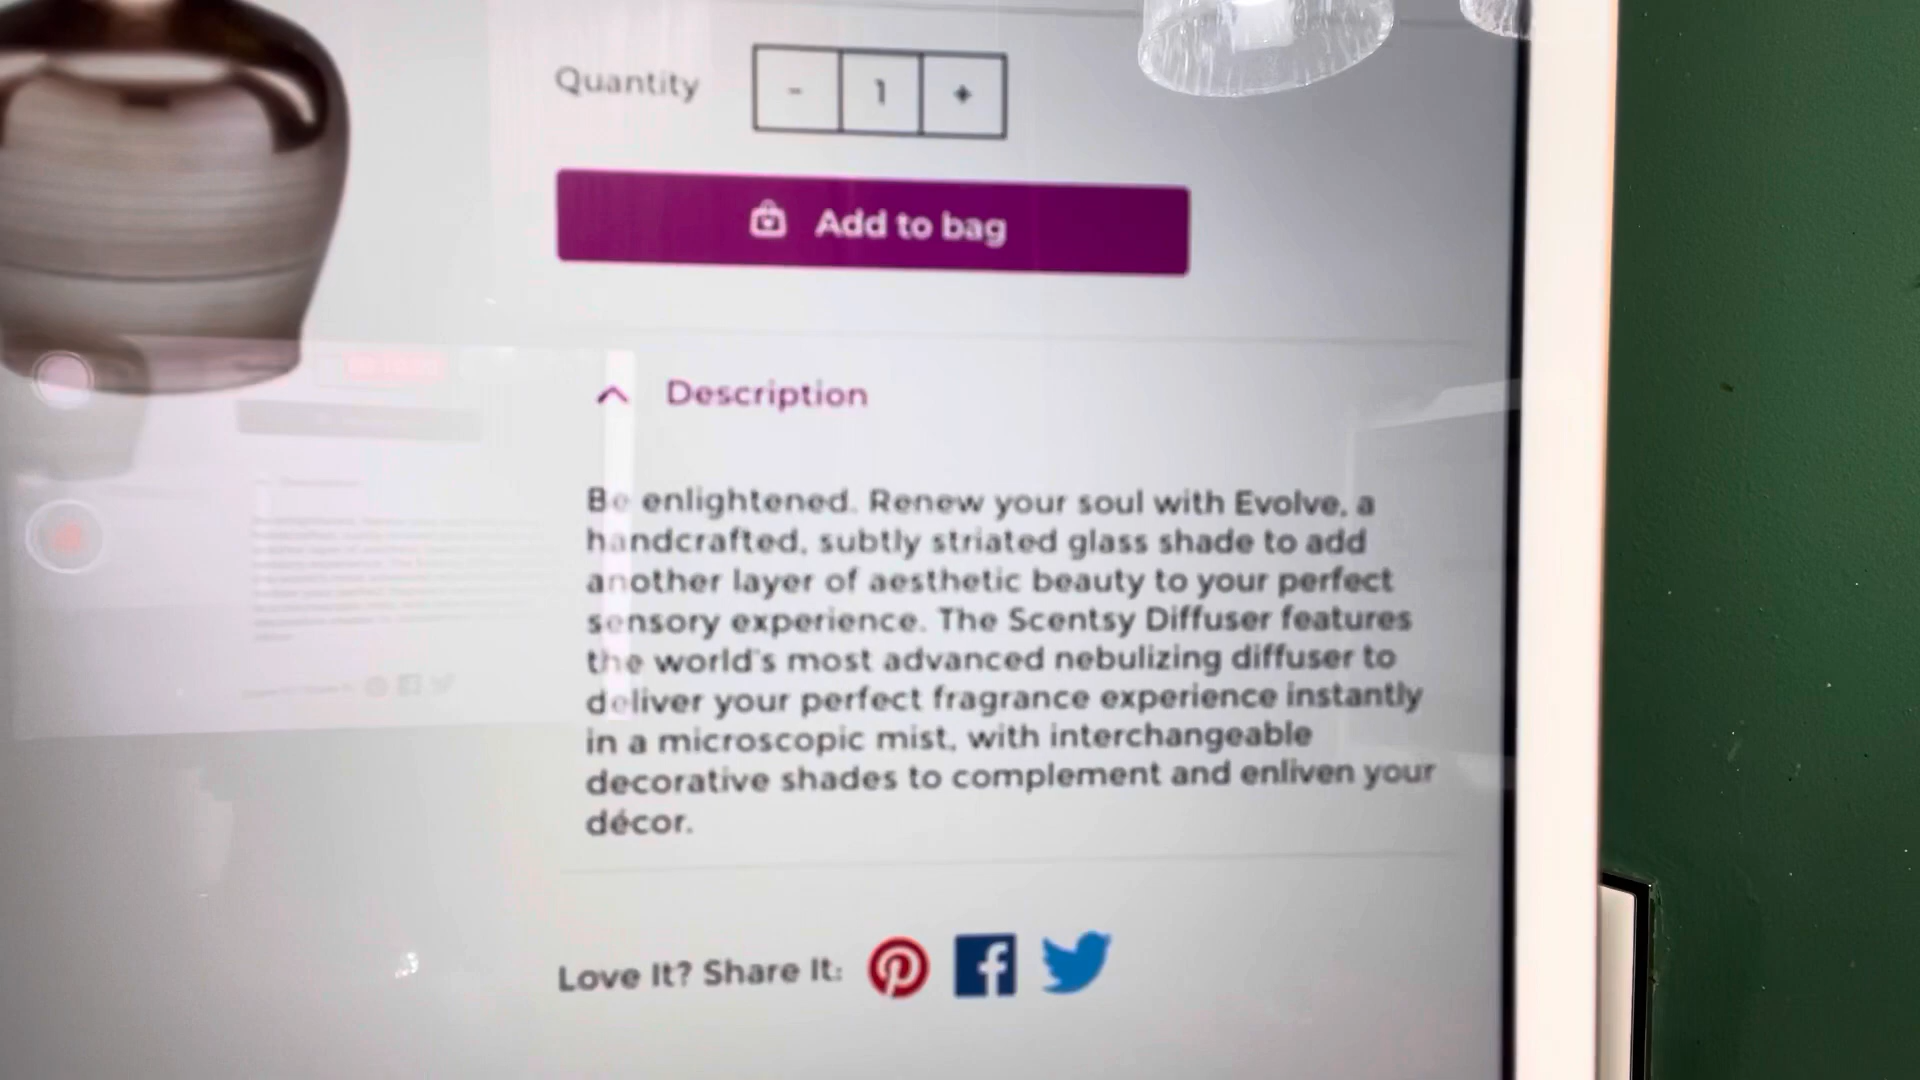 Quantity
- 1 +
Add to bag
Description
Be enlightened. Renew your soul with Evolve, a
handcrafted, subtly striated glass shade to add
another layer of aesthetic beauty to your perfect
sensory experience. The Scentsy Diffuser features
the world's most advanced nebulizing diffuser to
deliver your perfect fragrance experience instantly
in a microscopic mist, with interchangeable
decorative shades to complement and enliven your
décor.
Love It? Share It: